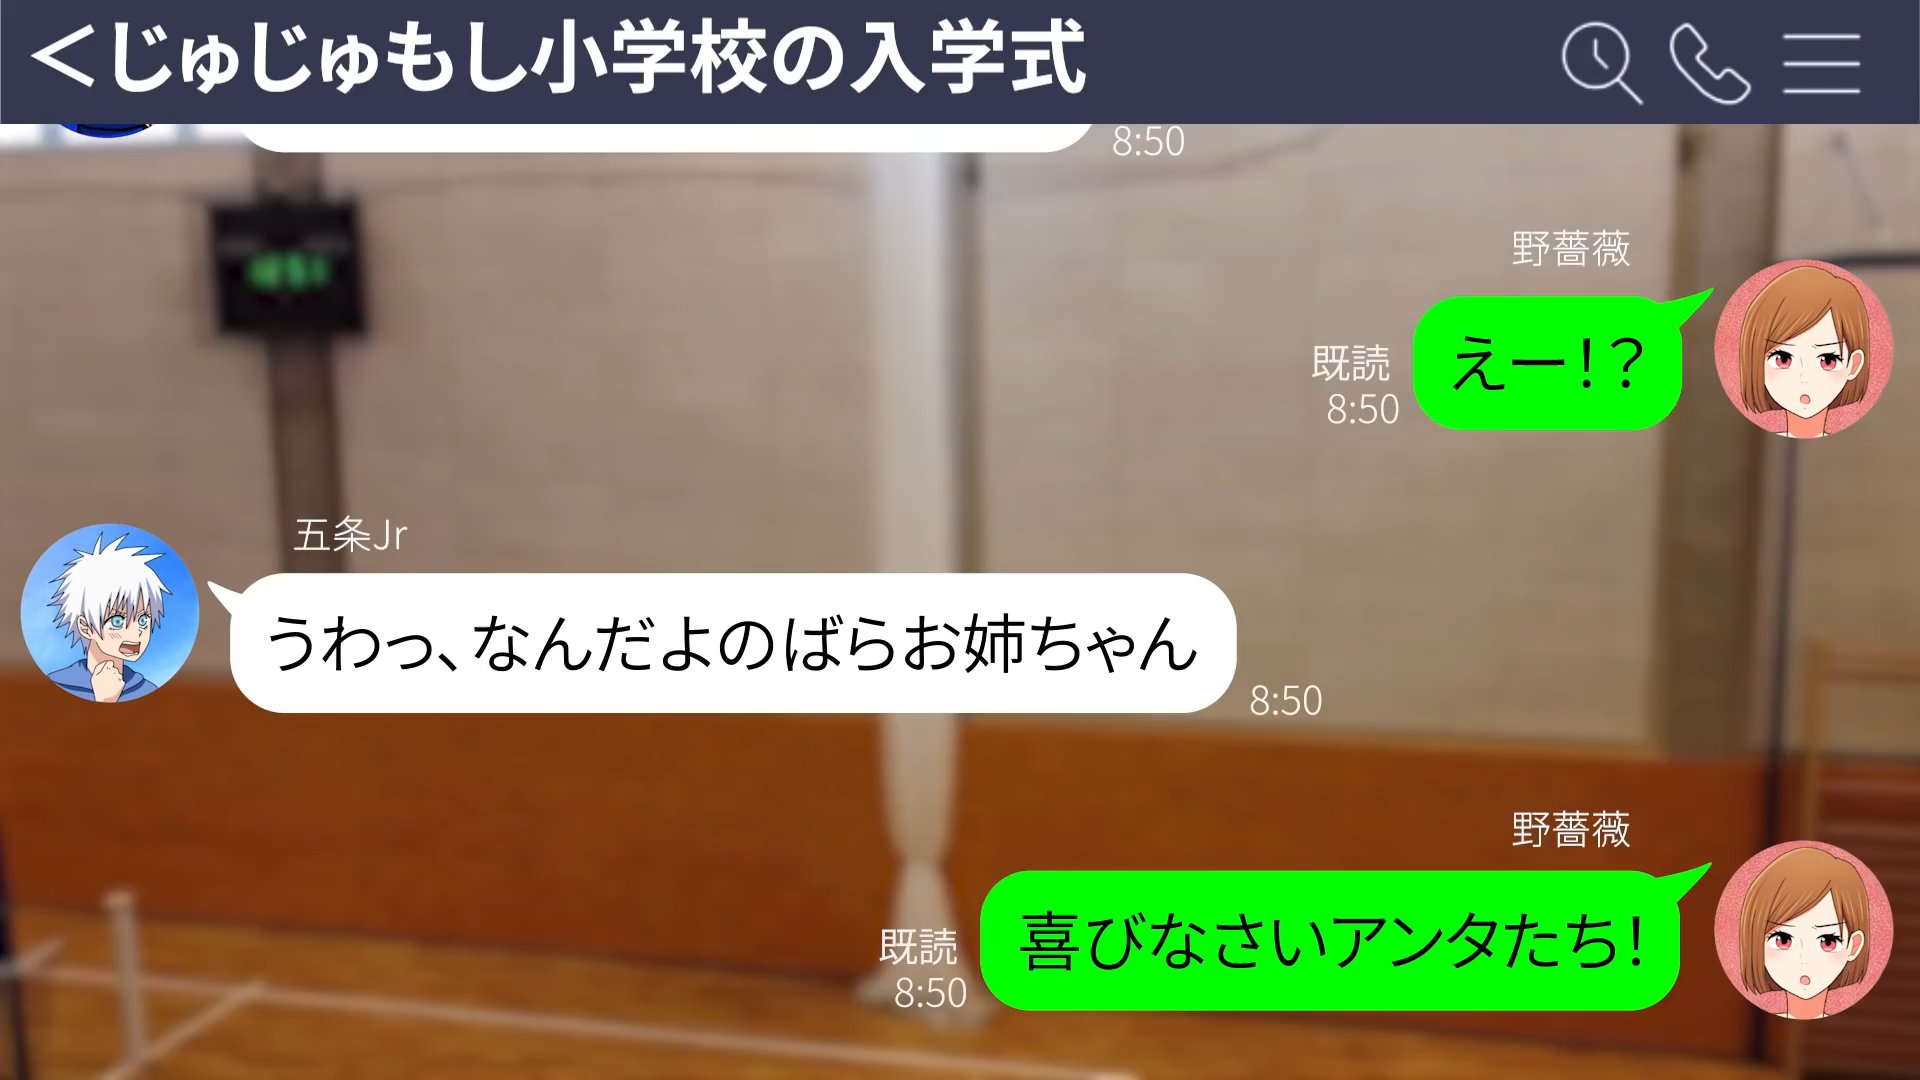 ＜じゅじゅもし小学校の入学式
8:50
野薔薇
えー！？
既読
8:50
五条Jr
うわっ、なんだよのばらお姉ちゃん
8:50
野薔薇
喜びなさいアンタたち！
既読
8:50